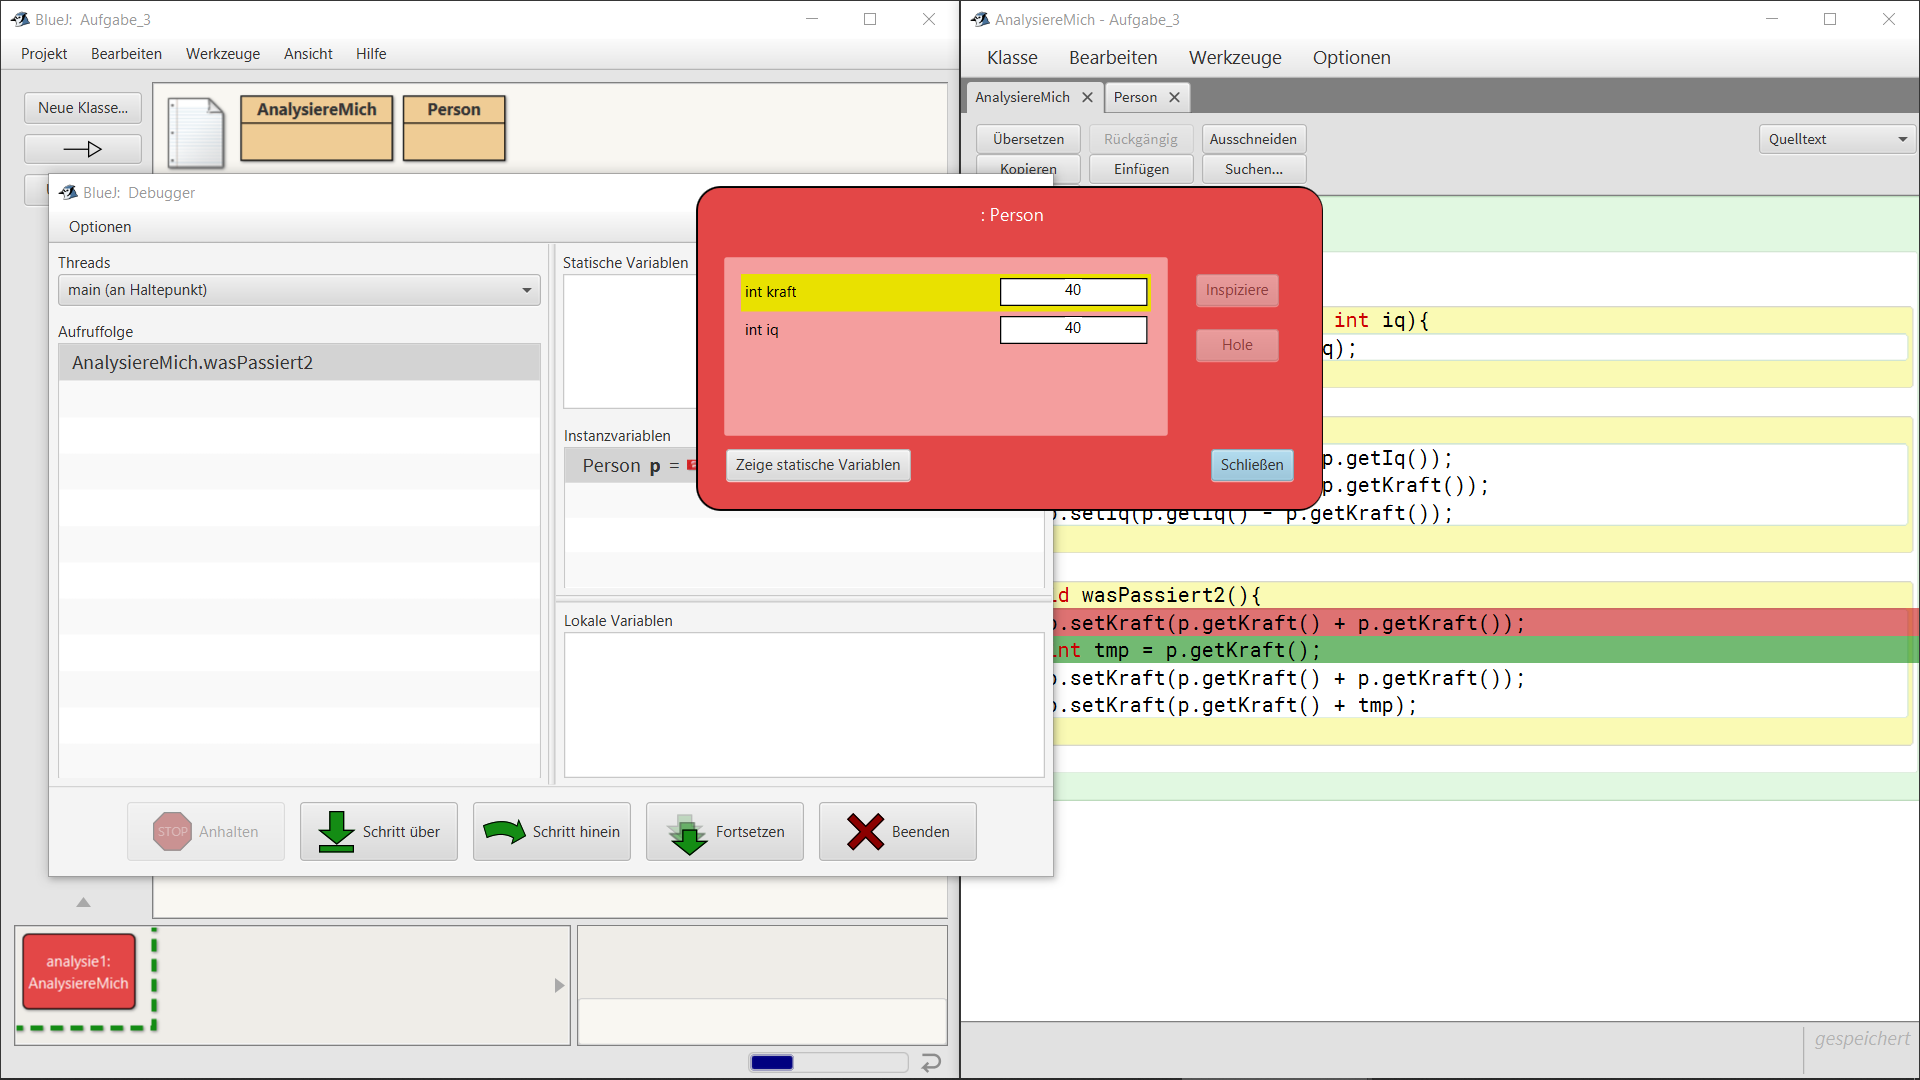 BlueJ: Aufgabe_3
Projekt Bearbeiten Werkzeuge Ansicht Hilfe
Neue Klasse...
AnalysiereMich
Person
BlueJ: Debugger
Optionen
Threads
main (an Haltepunkt)
Aufruffolge
AnalysiereMich.wasPassiert2
Statische Variablen
Instanzvariablen
Person p =
Lokale Variablen
STOP Anhalten
Schritt über
Schritt hinein
Fortsetzen
Beenden
: Person
int kraft 40
int iq 40
Inspiziere
Hole
Zeige statische Variablen
Schließen
analysie1:
AnalysiereMich
AnalysiereMich - Aufgabe_3
Klasse Bearbeiten Werkzeuge Optionen
AnalysiereMich
Person
Übersetzen Rückgängig Ausschneiden
Quelltext
Kopieren Einfügen Suchen...
int iq){
q);
p.getIq());
p.getKraft());
.setIq(p.getIq() - p.getKraft());
d wasPassiert2(){
.setKraft(p.getKraft() + p.getKraft());
int tmp = p.getKraft();
.setKraft(p.getKraft() + p.getKraft());
.setKraft(p.getKraft() + tmp);
gespeichert